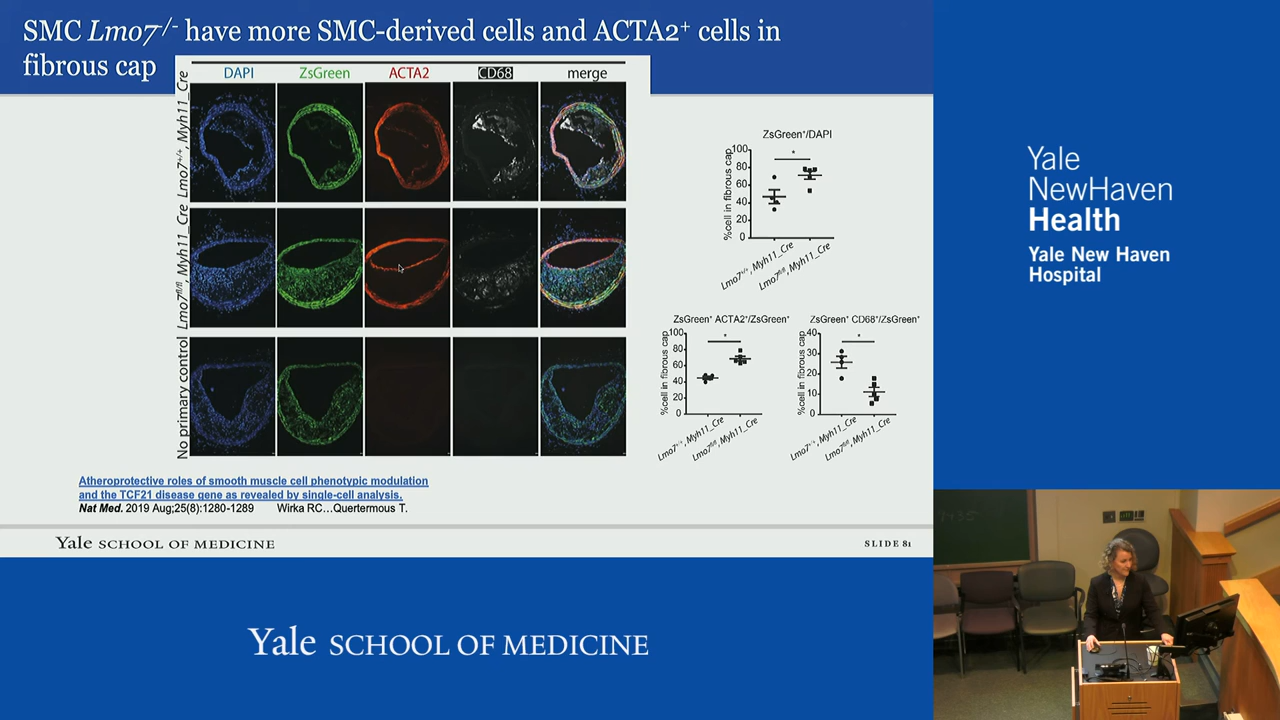 SMC Lmo7-/- have more SMC-derived cells and ACTA2+ cells in
fibrous cap
DAPI ZsGreen ACTA2 CD68 merge
Lmo7+/+, Myh11_Cre
Lmo7fl/fl, Myh11_Cre
No primary control
ZsGreen+/DAPI
%cell in fibrous cap
100
80
60
40
20
0
*
Lmo7+/+, Myh11_Cre
Lmo7fl/fl, Myh11_Cre
ZsGreen+ ACTA2+/ZsGreen+
%cell in fibrous cap
100
80
60
40
20
0
*
Lmo7+/+, Myh11_Cre
Lmo7fl/fl, Myh11_Cre
ZsGreen+ CD68+/ZsGreen+
%cell in fibrous cap
40
30
20
10
0
*
Lmo7+/+, Myh11_Cre
Lmo7fl/fl, Myh11_Cre
Atheroprotective roles of smooth muscle cell phenotypic modulation
and the TCF21 disease gene as revealed by single-cell analysis.
Nat Med. 2019 Aug;25(8):1280-1289 Wirka RC…Quertermous T.
Yale SCHOOL OF MEDICINE
SLIDE 81
Yale SCHOOL OF MEDICINE
Yale
NewHaven
Health
Yale New Haven
Hospital